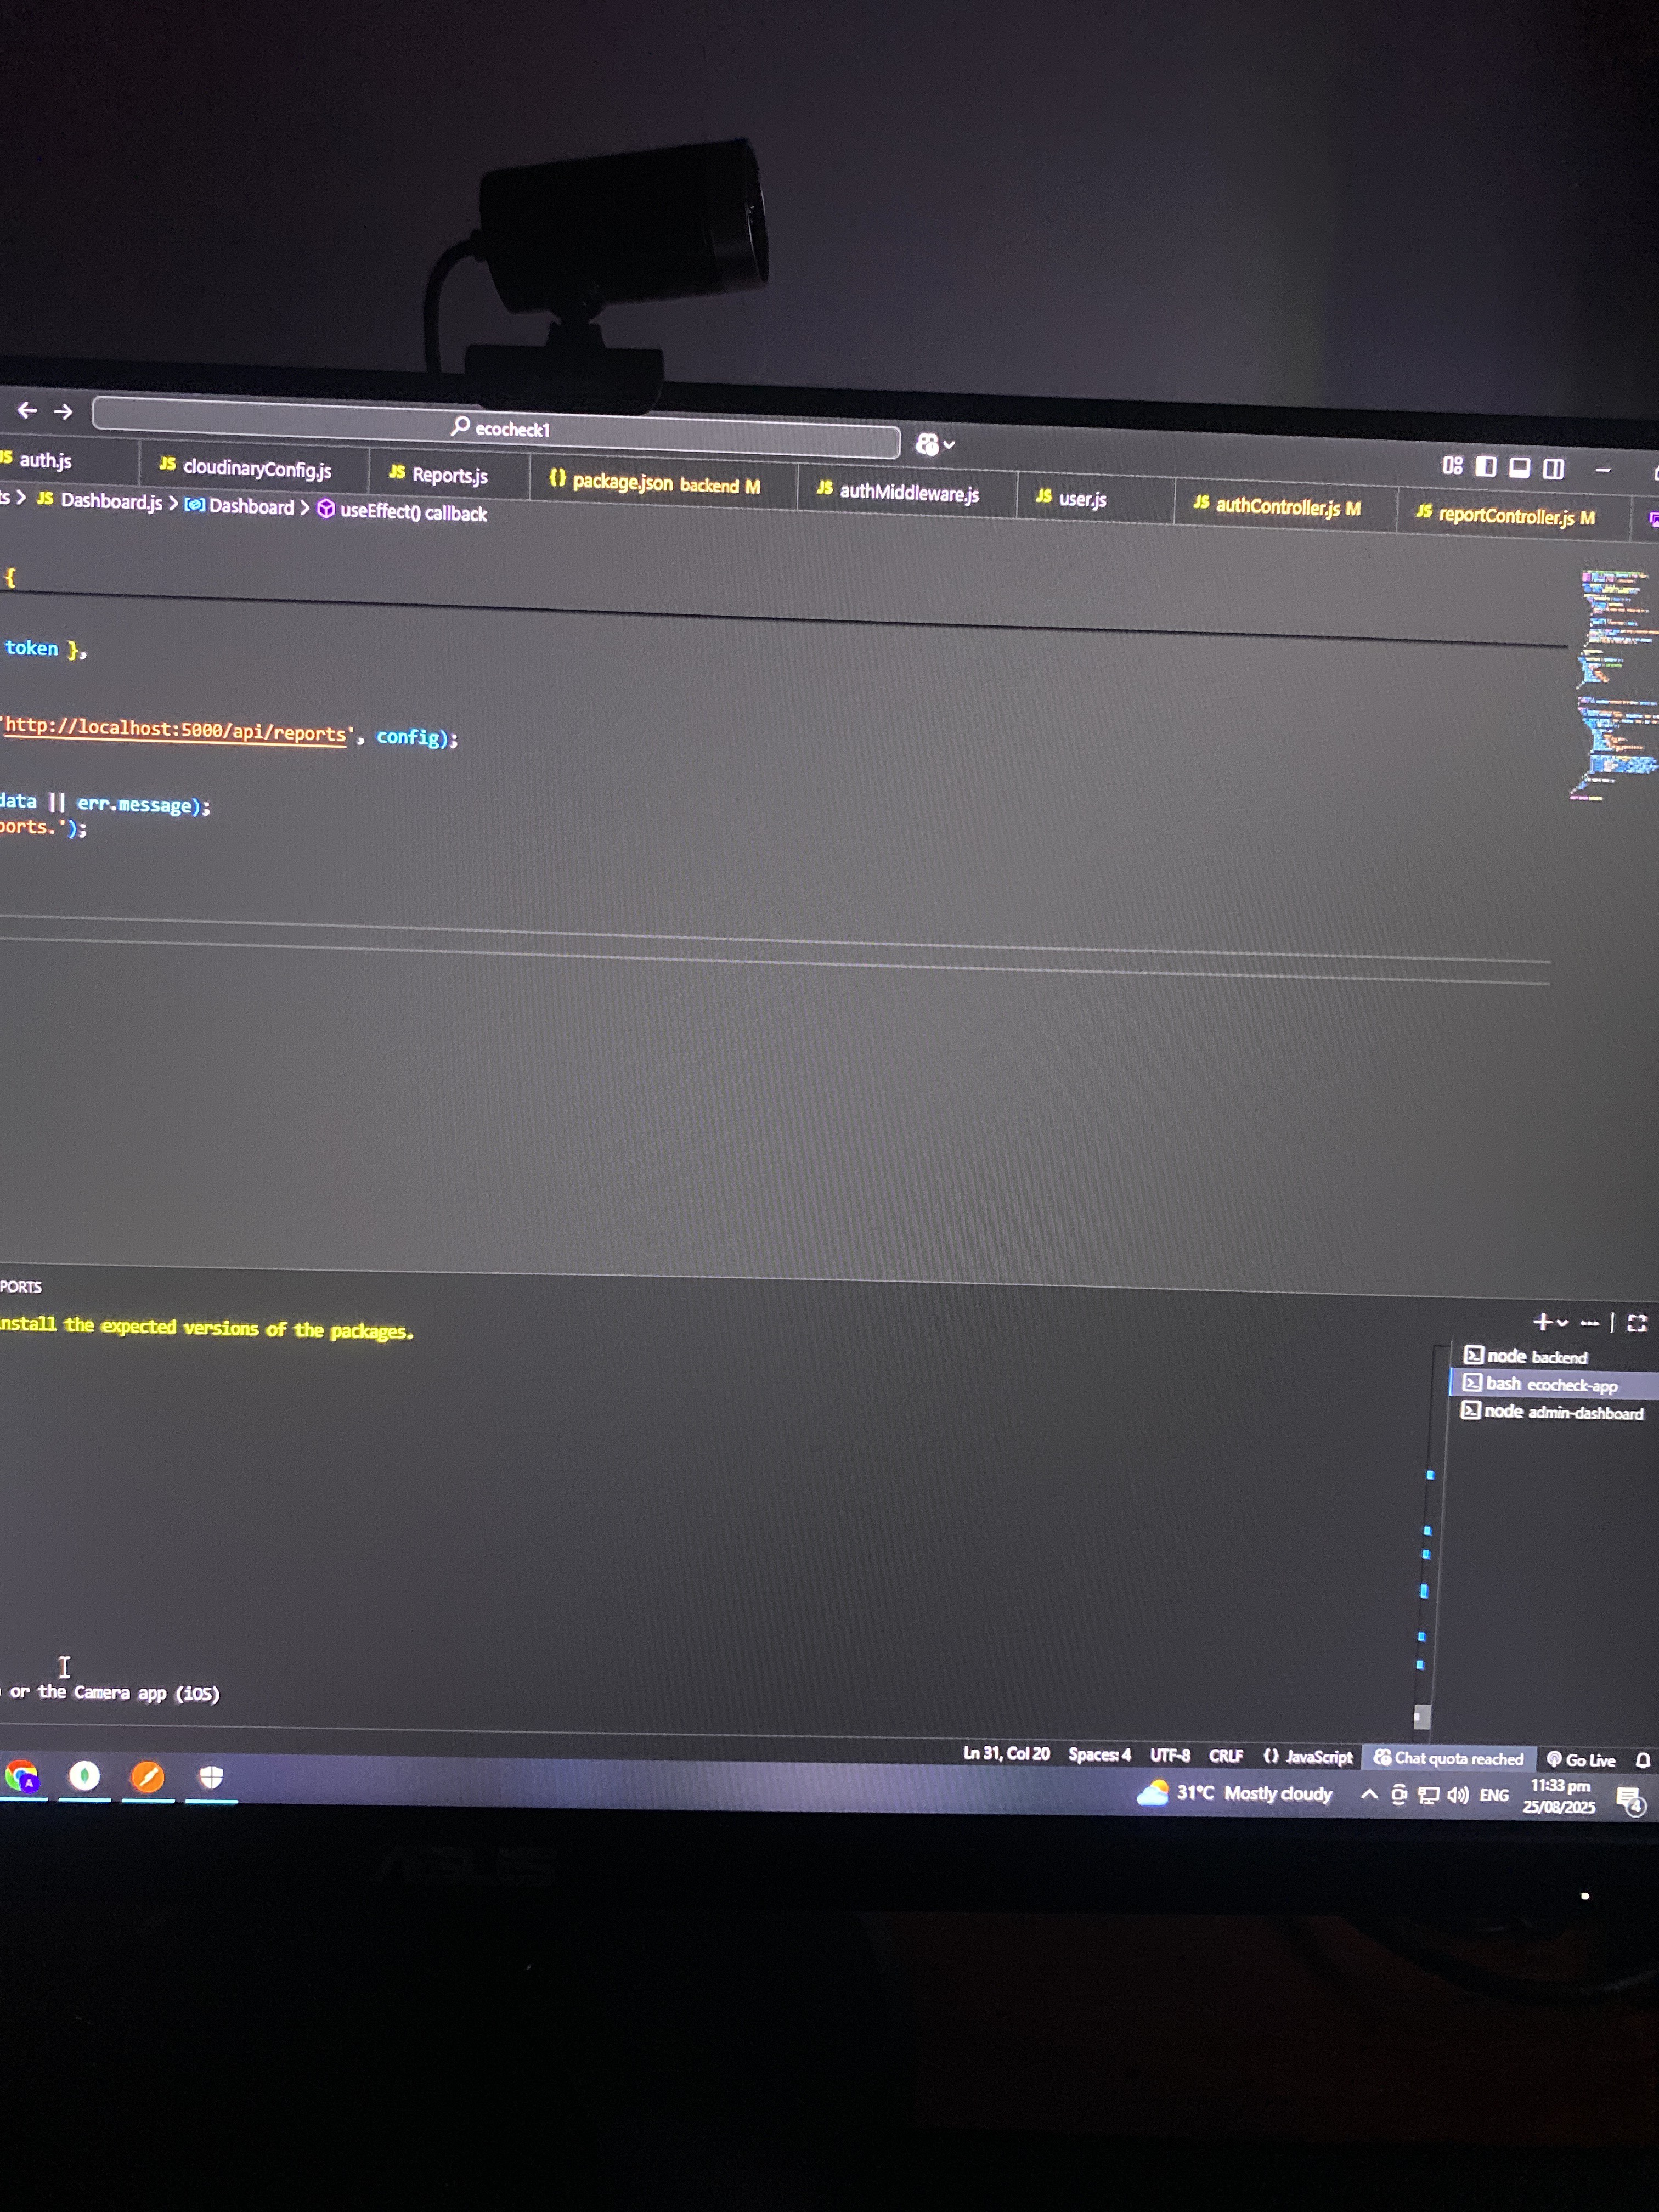 ecocheck1
JS auth.js JS cloudinaryConfig.js JS Reports.js {} package.json backend M JS authMiddleware.js JS user.js JS authController.js M JS reportController.js M
ts > JS Dashboard.js > Dashboard > useEffect() callback
{
token },
'http://localhost:5000/api/reports', config);
data || err.message);
ports.');
PORTS
nstall the expected versions of the packages.
node backend
bash ecocheck-app
node admin-dashboard
or the Camera app (iOS)
Ln 31, Col 20 Spaces: 4 UTF-8 CRLF {} JavaScript Chat quota reached Go Live
A
31°C Mostly cloudy ENG 11:33 pm
25/08/2025
4
ASUS